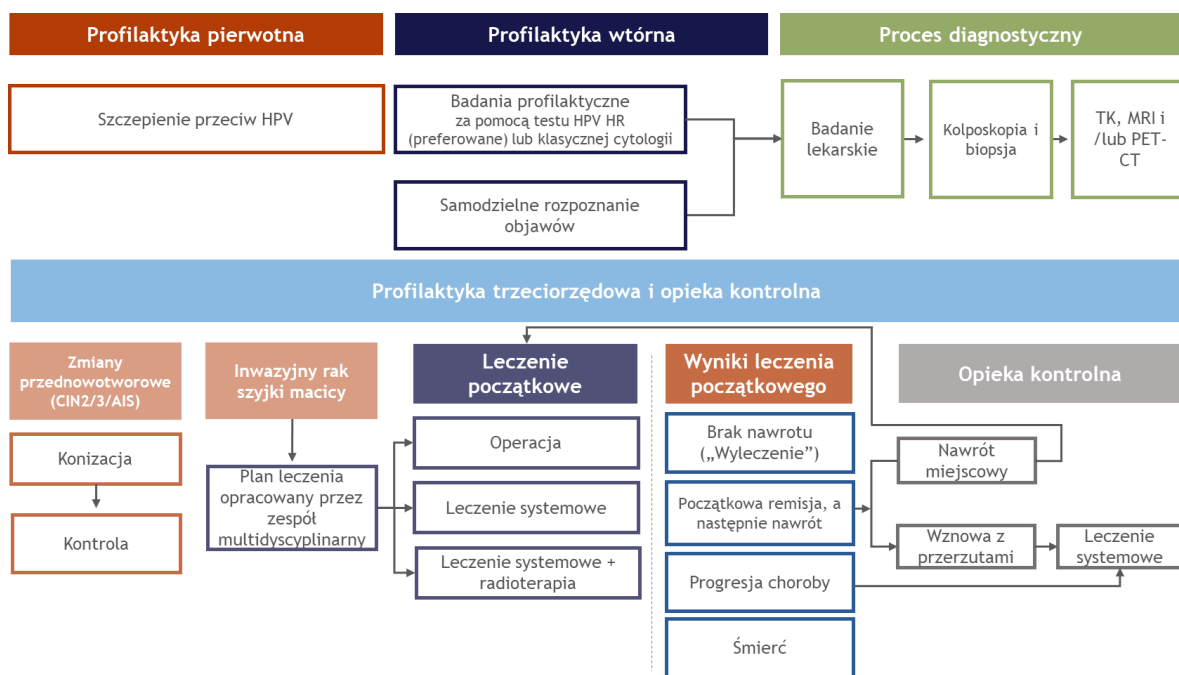 Profilaktyka pierwotna
Profilaktyka wtórna
Proces diagnostyczny
Szczepienie przeciw HPV
Badania profilaktyczne
za pomocą testu HPV HR
(preferowane) lub klasycznej cytologii
Samodzielne rozpoznanie
objawów
Badanie
lekarskie
Kolposkopia i
biopsja
TK, MRI i
/lub PET-
CT
Profilaktyka trzeciorzędowa i opieka kontrolna
Zmiany
przednowotworowe
(CIN2/3/AIS)
Konizacja
Kontrola
Inwazyjny rak
szyjki macicy
Plan leczenia
opracowany przez
zespół
multidyscyplinarny
Leczenie
początkowe
Operacja
Leczenie systemowe
Leczenie systemowe +
radioterapia
Wyniki leczenia
początkowego
Brak nawrotu
(„Wyleczenie”)
Początkowa remisja, a
następnie nawrót
Progresja choroby
Śmierć
Opieka kontrolna
Nawrót
miejscowy
Wznowa z
przerzutami
Leczenie
systemowe